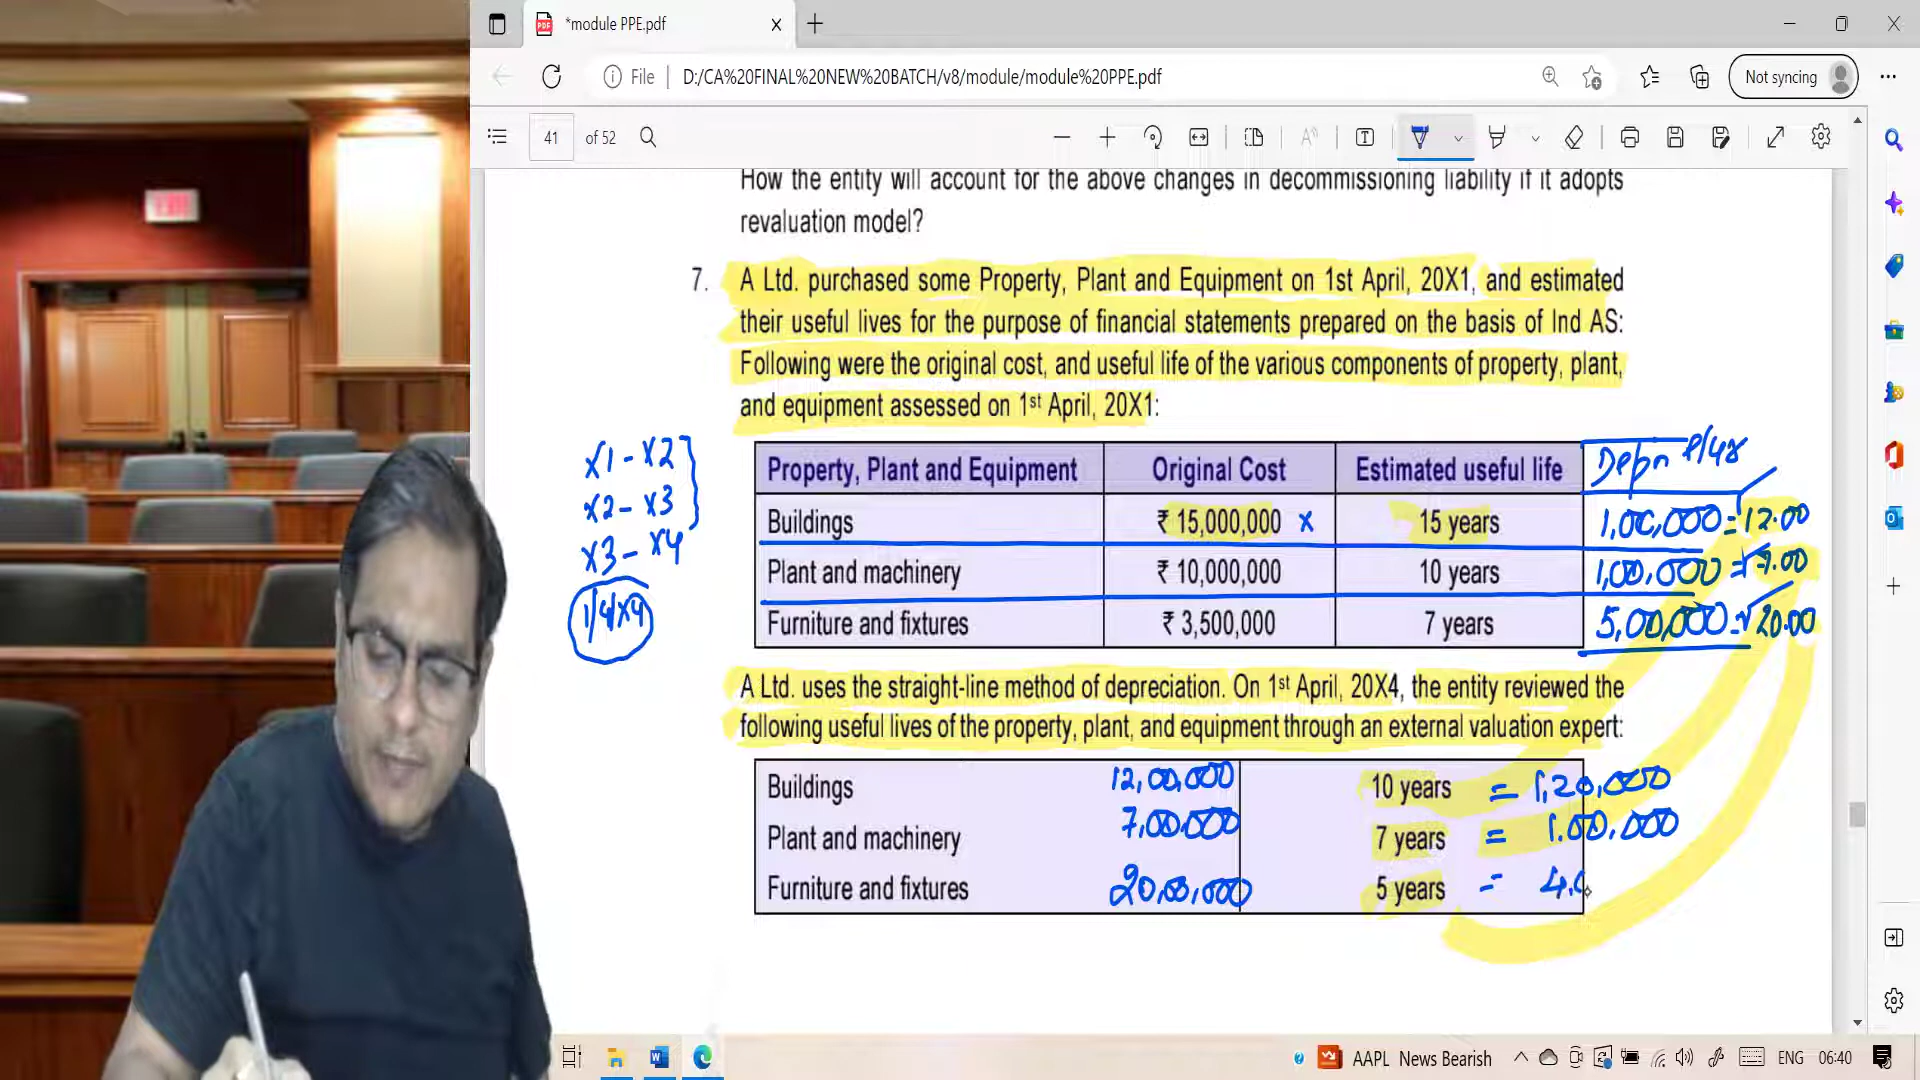 *module PPE.pdf
File
D:/CA%20FINAL%20NEW%20BATCH/v8/module/module%20PPE.pdf
Not syncing
41 of 52
How the entity will account for the above changes in decommissioning liability if it adopts
revaluation model?
7. A Ltd. purchased some Property, Plant and Equipment on 1st April, 20X1, and estimated
their useful lives for the purpose of financial statements prepared on the basis of Ind AS:
Following were the original cost, and useful life of the various components of property, plant,
and equipment assessed on 1st April, 20X1:
X1 - X2
X2 - X3
X3 - X4
1/4/X4
Property, Plant and Equipment Original Cost Estimated useful life Depn P/yr
Buildings ₹ 15,000,000 x 15 years 1,00,000 = 12.00
Plant and machinery ₹ 10,000,000 10 years 1,00,000 = 7.00
Furniture and fixtures ₹ 3,500,000 7 years 5,00,000 = 20.00
A Ltd. uses the straight-line method of depreciation. On 1st April, 20X4, the entity reviewed the
following useful lives of the property, plant, and equipment through an external valuation expert:
Buildings 12,00,000 10 years = 1,20,000
Plant and machinery 7,00,000 7 years = 1,00,000
Furniture and fixtures 20,00,000 5 years =
AAPL News Bearish
ENG 06:40